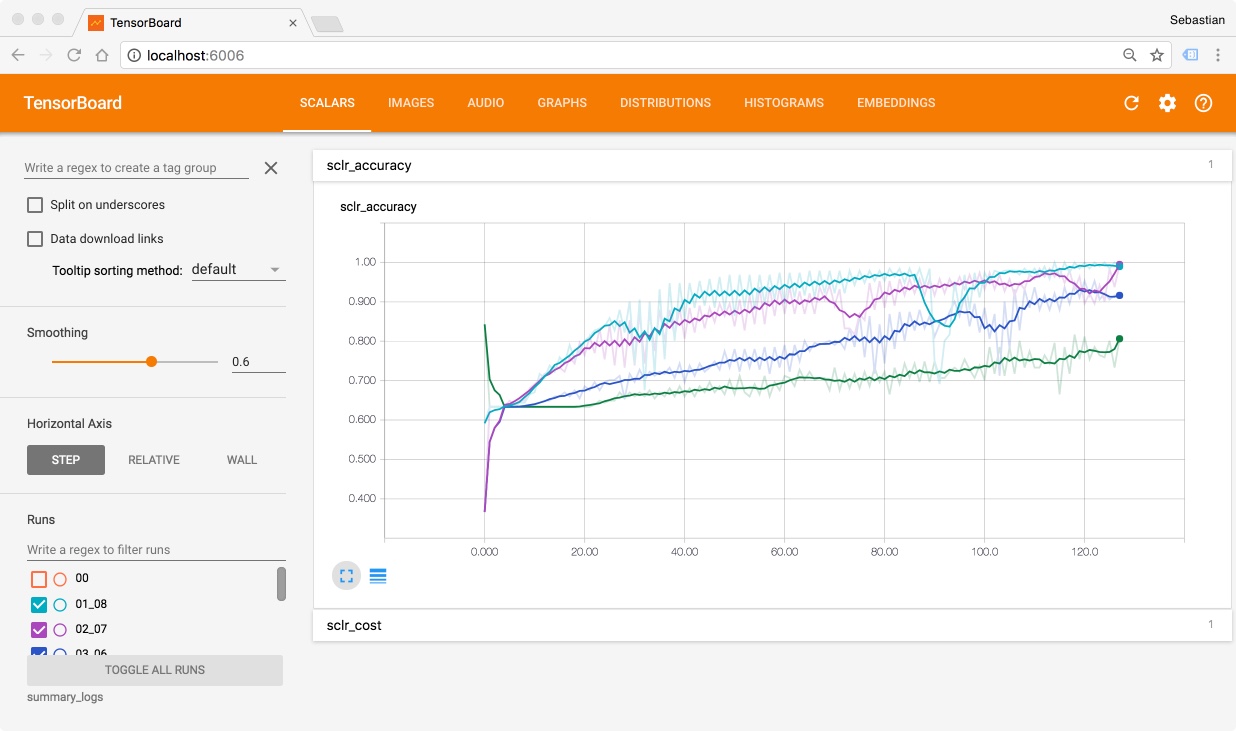 TensorBoard
Sebastian
localhost:6006
TensorBoard
SCALARS
IMAGES
AUDIO
GRAPHS
DISTRIBUTIONS
HISTOGRAMS
EMBEDDINGS
Write a regex to create a tag group
Split on underscores
Data download links
Tooltip sorting method: default
Smoothing
0.6
Horizontal Axis
STEP
RELATIVE
WALL
Runs
Write a regex to filter runs
00
01_08
02_07
03_06
TOGGLE ALL RUNS
summary_logs
sclr_accuracy
1
sclr_accuracy
1.00
0.900
0.800
0.700
0.600
0.500
0.400
0.000
20.00
40.00
60.00
80.00
100.0
120.0
sclr_cost
1